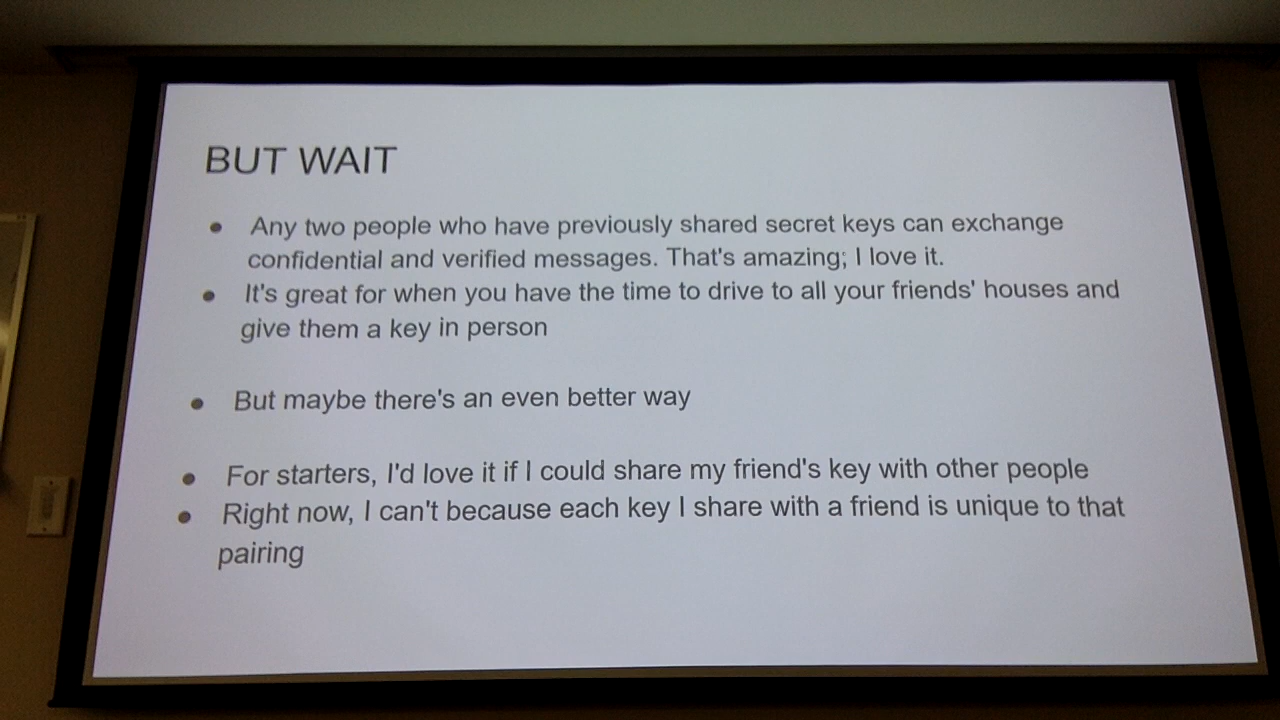 BUT WAIT
● Any two people who have previously shared secret keys can exchange
confidential and verified messages. That's amazing; I love it.
● It's great for when you have the time to drive to all your friends' houses and
give them a key in person
● But maybe there's an even better way
● For starters, I'd love it if I could share my friend's key with other people
● Right now, I can't because each key I share with a friend is unique to that
pairing